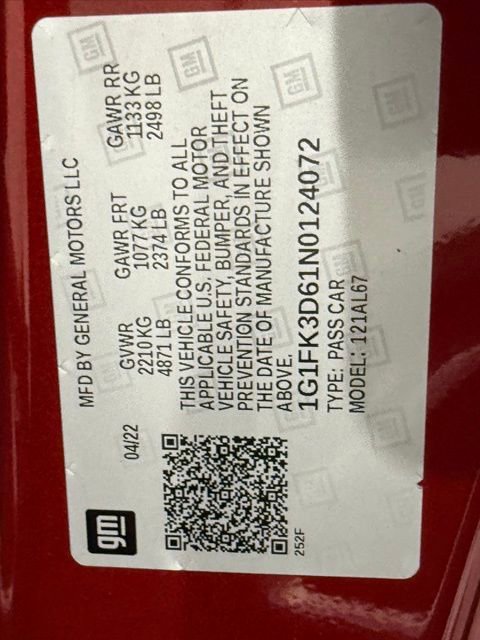 gm
MFD BY GENERAL MOTORS LLC
04/22
GVWR
2210 KG
4871 LB
GAWR FRT
1077 KG
2374 LB
GAWR RR
1133 KG
2498 LB
THIS VEHICLE CONFORMS TO ALL
APPLICABLE U.S. FEDERAL MOTOR
VEHICLE SAFETY, BUMPER, AND THEFT
PREVENTION STANDARDS IN EFFECT ON
THE DATE OF MANUFACTURE SHOWN
ABOVE.
1G1FK3D61N0124072
TYPE: PASS CAR
MODEL: 121AL67
252F